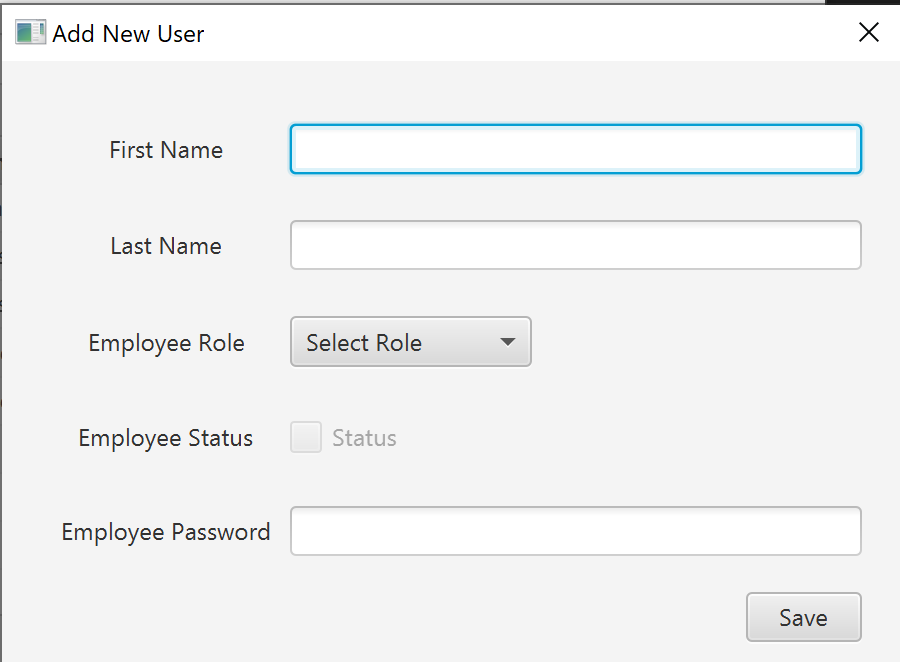 Add New User
First Name
Last Name
Employee Role Select Role
Employee Status Status
Employee Password
Save